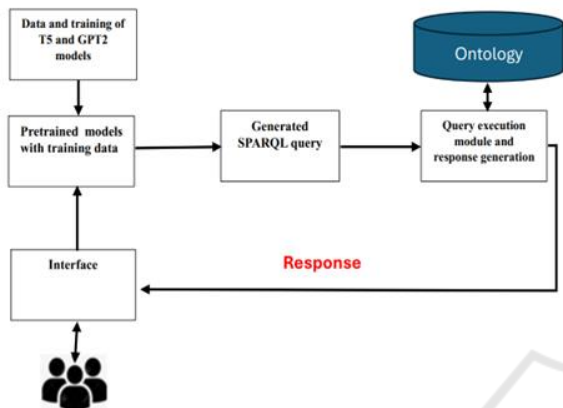 Data and training of
T5 and GPT2
models
Ontology
Pretrained models
with training data
Generated
SPARQL query
Query execution
module and
response generation
Interface
Response